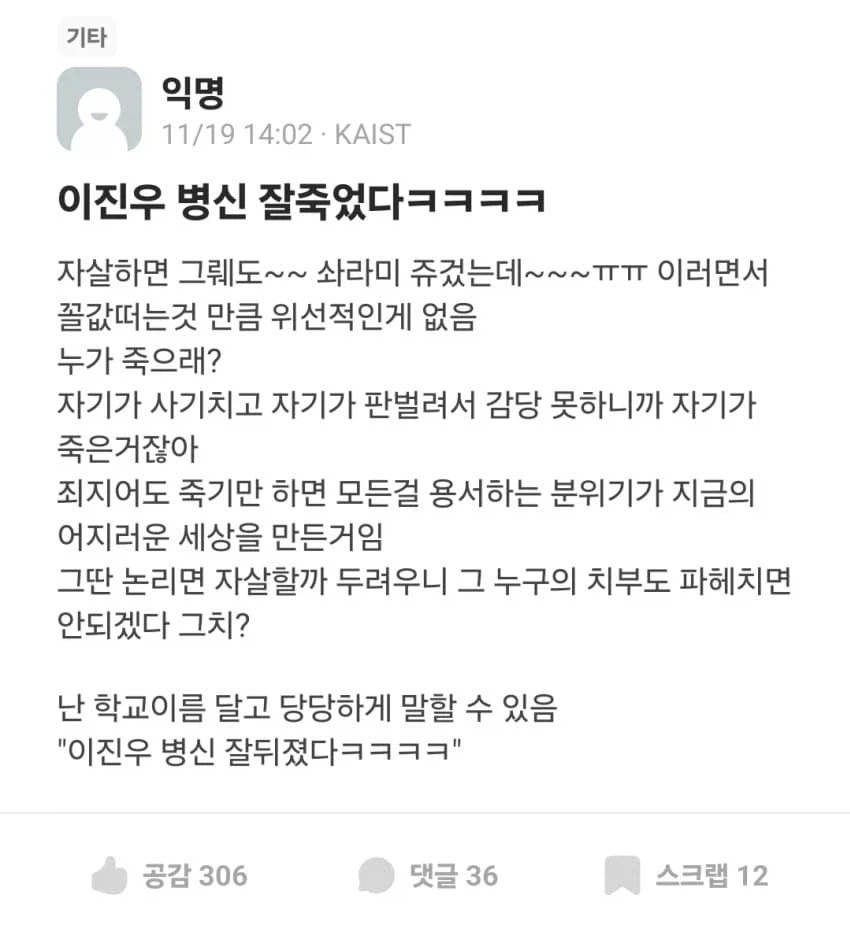 기타
익명
11/19 14:02 · KAIST
이진우 병신 잘죽었다ㅋㅋㅋㅋ
자살하면 그뤠도~~ 솨라미 쥬겄는데~~~ㅠㅠ 이러면서
꼴값떠는것 만큼 위선적인게 없음
누가 죽으래?
자기가 사기치고 자기가 판벌려서 감당 못하니까 자기가
죽은거잖아
죄지어도 죽기만 하면 모든걸 용서하는 분위기가 지금의
어지러운 세상을 만든거임
그딴 논리면 자살할까 두려우니 그 누구의 치부도 파헤치면
안되겠다 그치?
난 학교이름 달고 당당하게 말할 수 있음
"이진우 병신 잘뒤졌다ㅋㅋㅋㅋ"
공감 306
댓글 36
스크랩 12